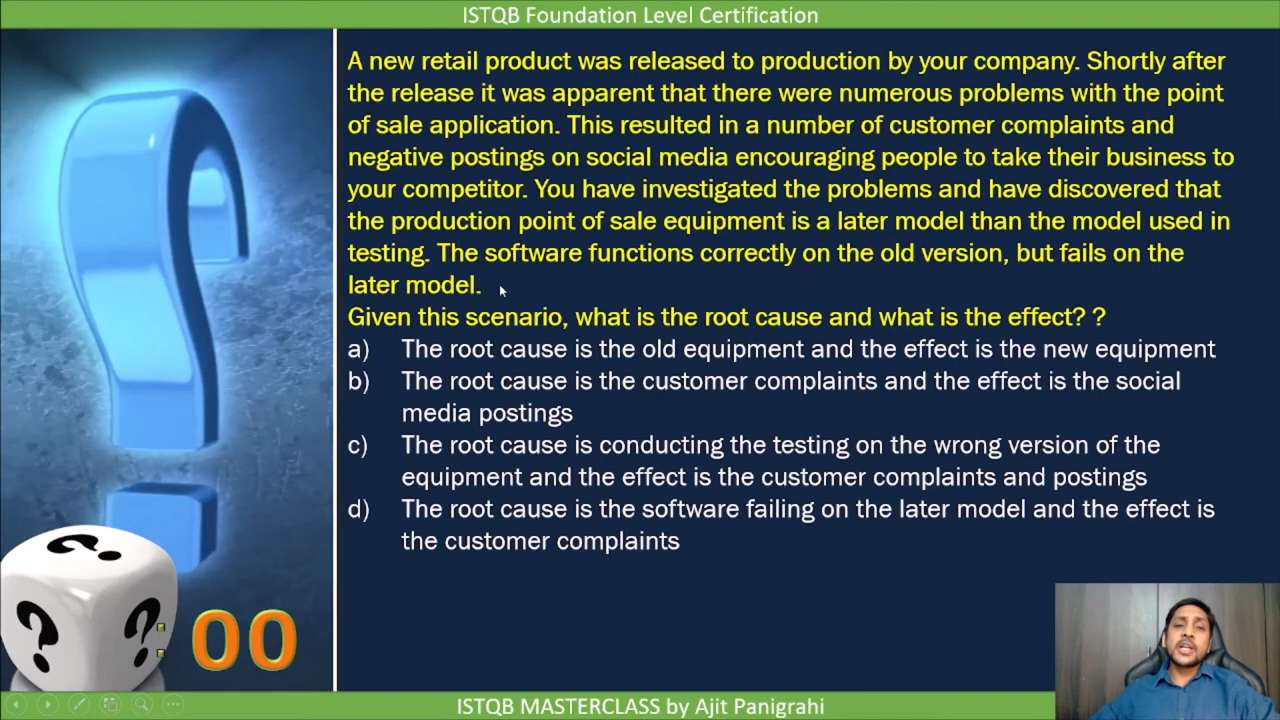 ISTQB Foundation Level Certification
A new retail product was released to production by your company. Shortly after
the release it was apparent that there were numerous problems with the point
of sale application. This resulted in a number of customer complaints and
negative postings on social media encouraging people to take their business to
your competitor. You have investigated the problems and have discovered that
the production point of sale equipment is a later model than the model used in
testing. The software functions correctly on the old version, but fails on the
later model.
Given this scenario, what is the root cause and what is the effect? ?
a) The root cause is the old equipment and the effect is the new equipment
b) The root cause is the customer complaints and the effect is the social
media postings
c) The root cause is conducting the testing on the wrong version of the
equipment and the effect is the customer complaints and postings
d) The root cause is the software failing on the later model and the effect is
the customer complaints
? ? ?
: 00
ISTQB MASTERCLASS by Ajit Panigrahi